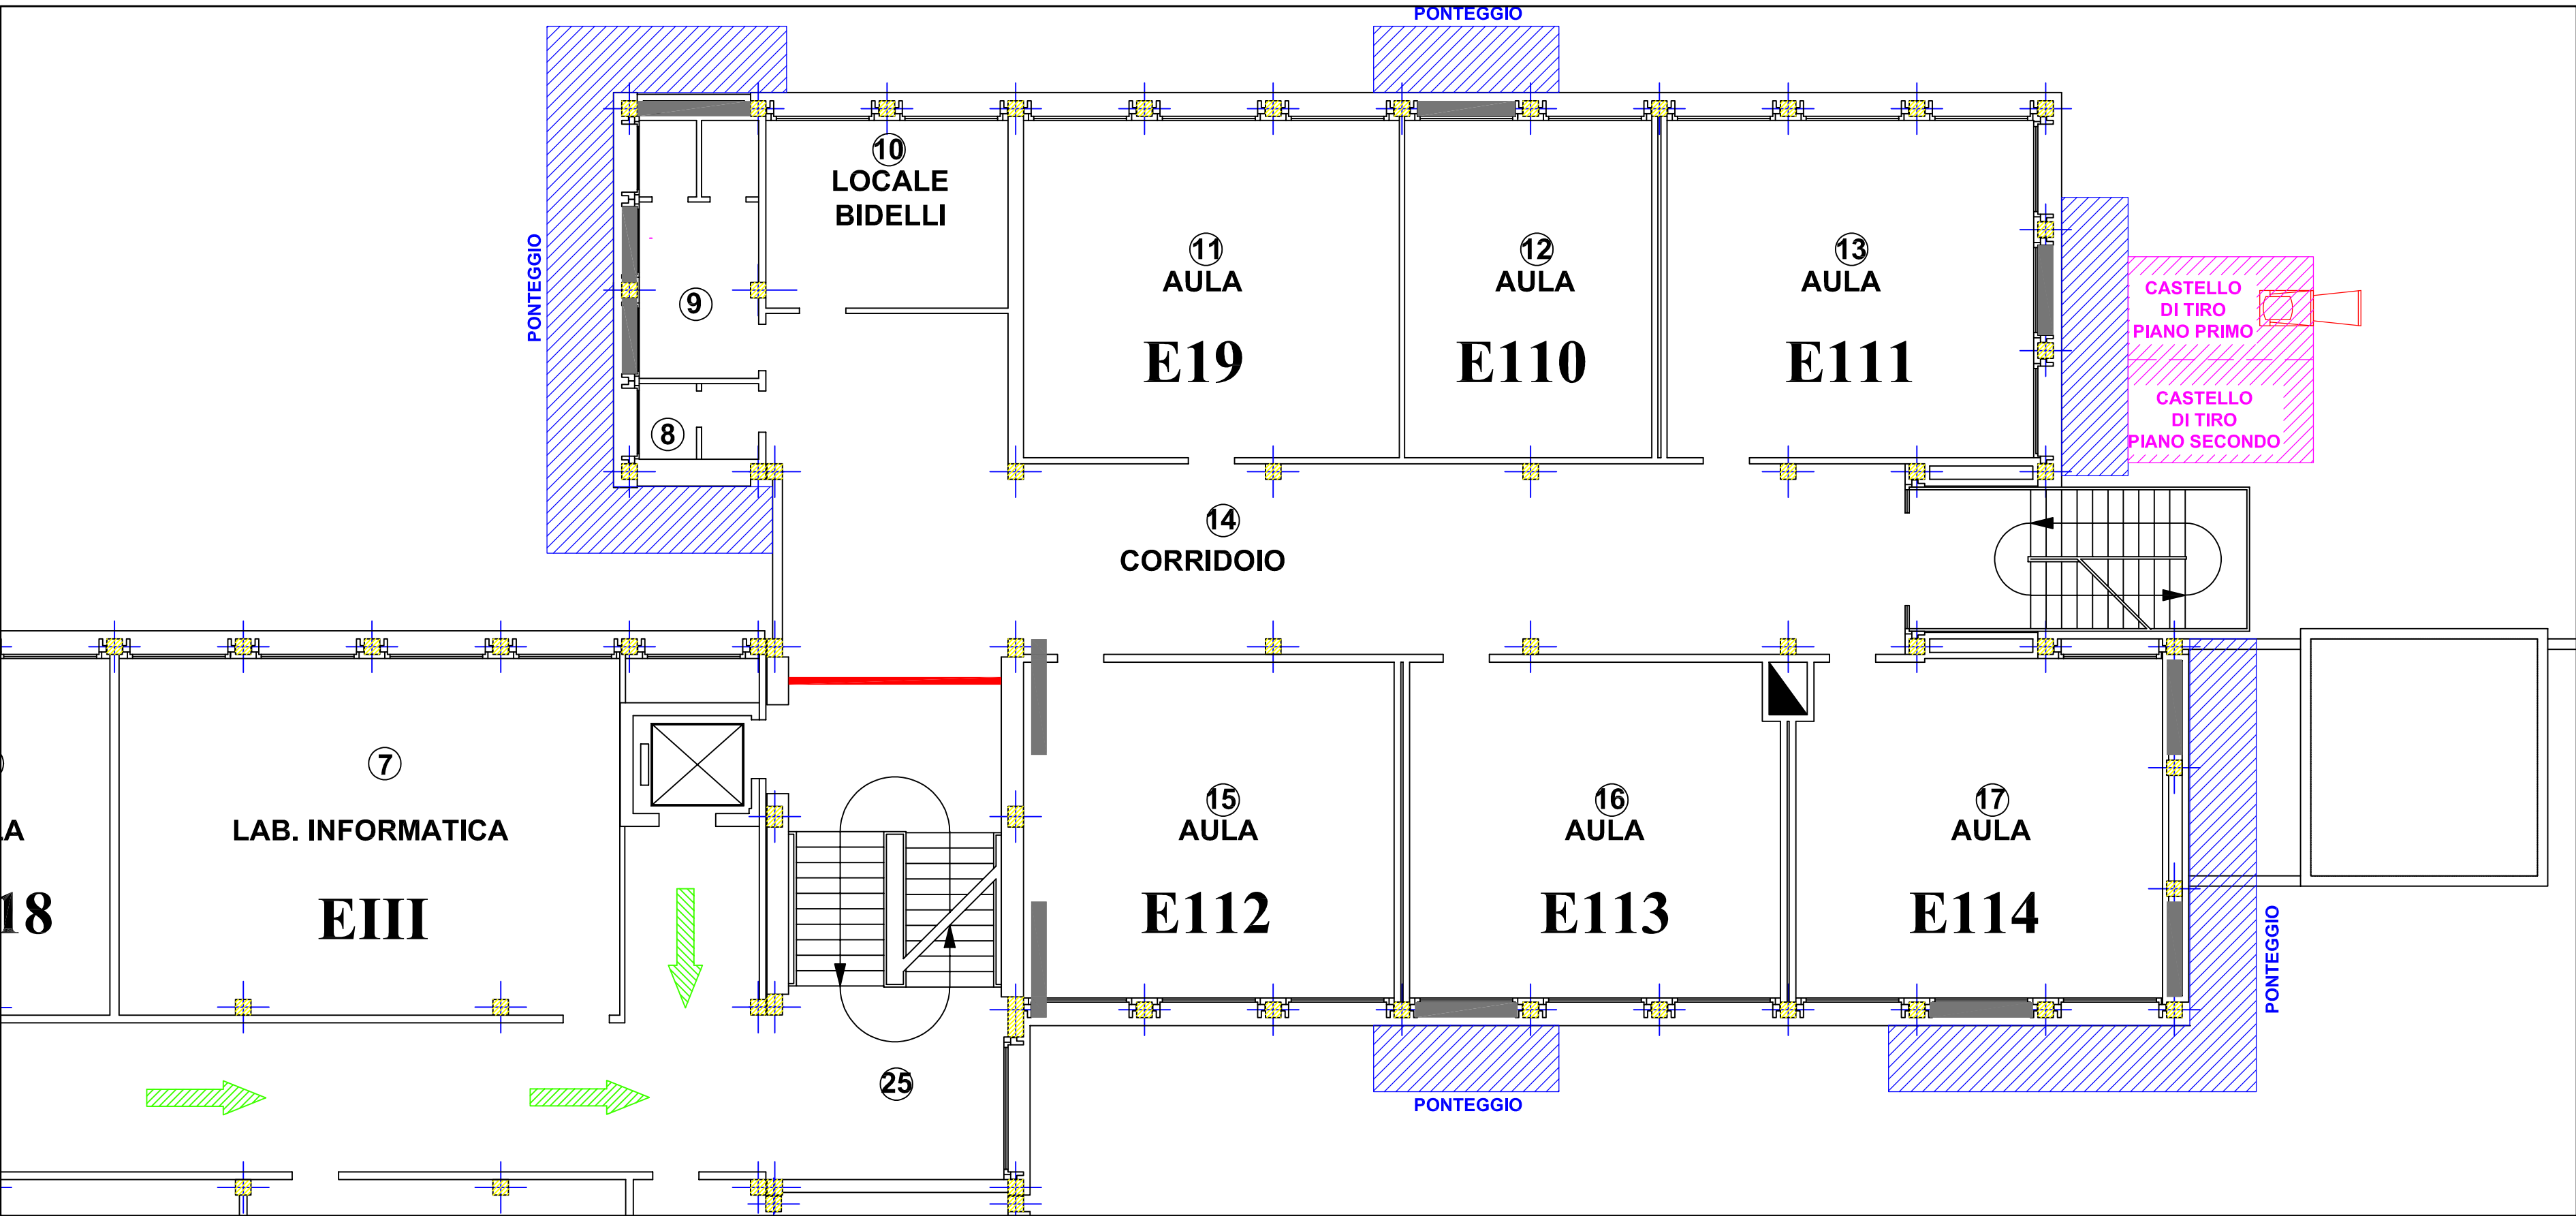 PONTEGGIO
10
LOCALE
BIDELLI
11
AULA
E19
12
AULA
E110
13
AULA
E111
PONTEGGIO
9
8
CASTELLO
DI TIRO
PIANO PRIMO
CASTELLO
DI TIRO
PIANO SECONDO
14
CORRIDOIO
7
LAB. INFORMATICA
EIII
LA
18
15
AULA
E112
16
AULA
E113
17
AULA
E114
PONTEGGIO
25
PONTEGGIO